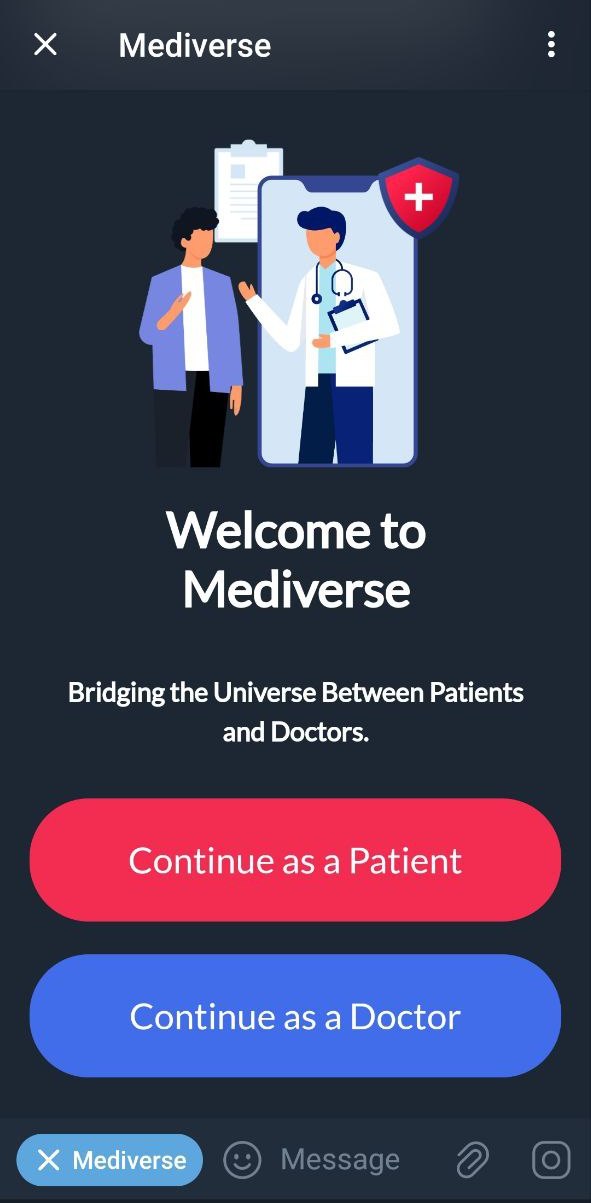 Mediverse
Welcome to
Mediverse
Bridging the Universe Between Patients
and Doctors.
Continue as a Patient
Continue as a Doctor
Mediverse Message